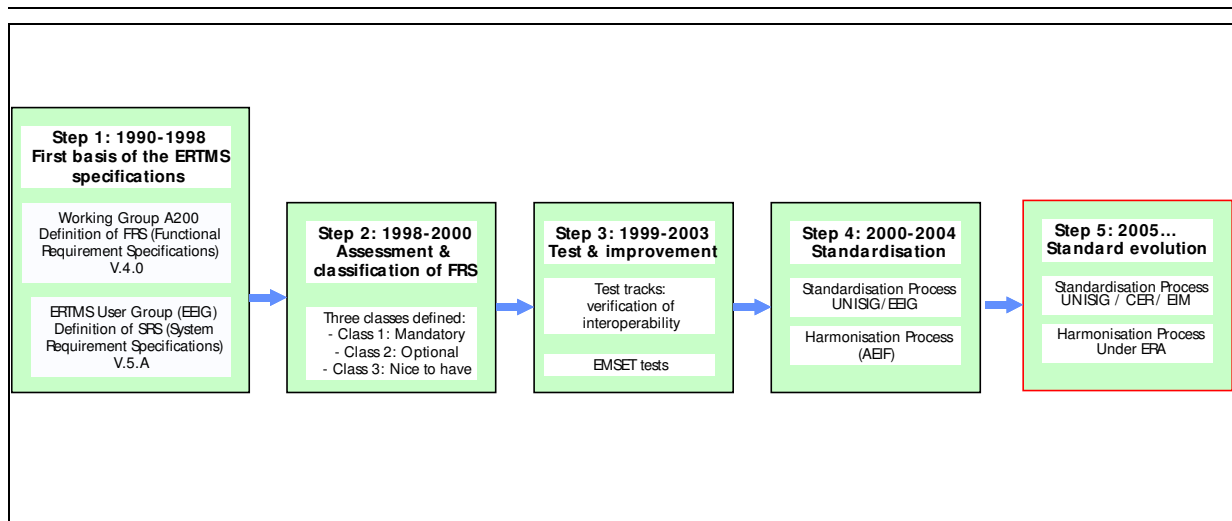 Step 1: 1990-1998
First basis of the ERTMS
specifications
Working Group A200
Definition of FRS (Functional
Requirement Specifications)
V.4.0
ERTMS User Group (EEIG)
Definition of SRS (System
Requirement Specifications)
V.5.A
Step 2: 1998-2000
Assessment &
classification of FRS
Three classes defined:
- Class 1: Mandatory
- Class 2: Optional
- Class 3: Nice to have
Step 3: 1999-2003
Test & improvement
Test tracks:
verification of
interoperability
EMSET tests
Step 4: 2000-2004
Standardisation
Standardisation Process
UNISIG/EEIG
Harmonisation Process
(AEIF)
Step 5: 2005...
Standard evolution
Standardisation Process
UNISIG / CER/ EIM
Harmonisation Process
Under ERA